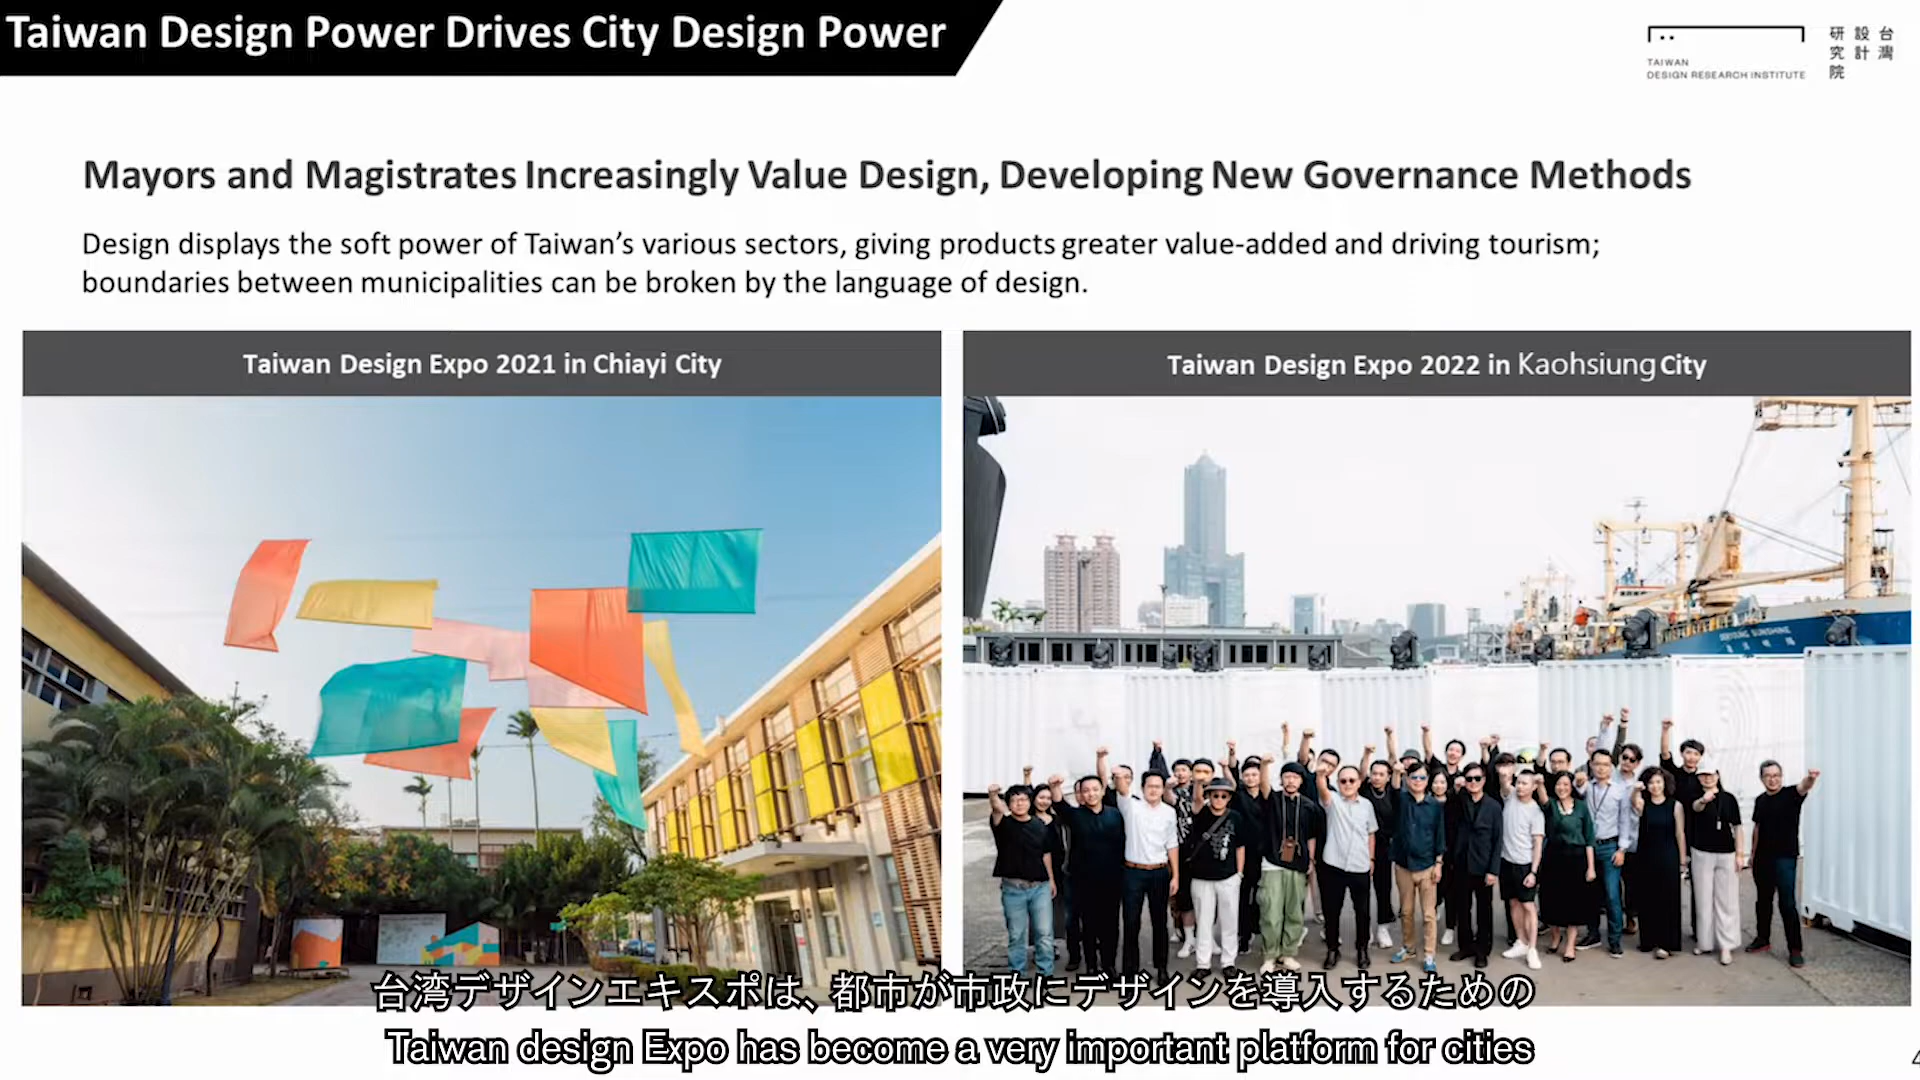 Taiwan Design Power Drives City Design Power
TAIWAN
DESIGN RESEARCH INSTITUTE
台灣
設計
研究院
Mayors and Magistrates Increasingly Value Design, Developing New Governance Methods
Design displays the soft power of Taiwan's various sectors, giving products greater value-added and driving tourism;
boundaries between municipalities can be broken by the language of design.
Taiwan Design Expo 2021 in Chiayi City
Taiwan Design Expo 2022 in Kaohsiung City
台湾デザインエキスポは、都市が市政にデザインを導入するための
Taiwan design Expo has become a very important platform for cities